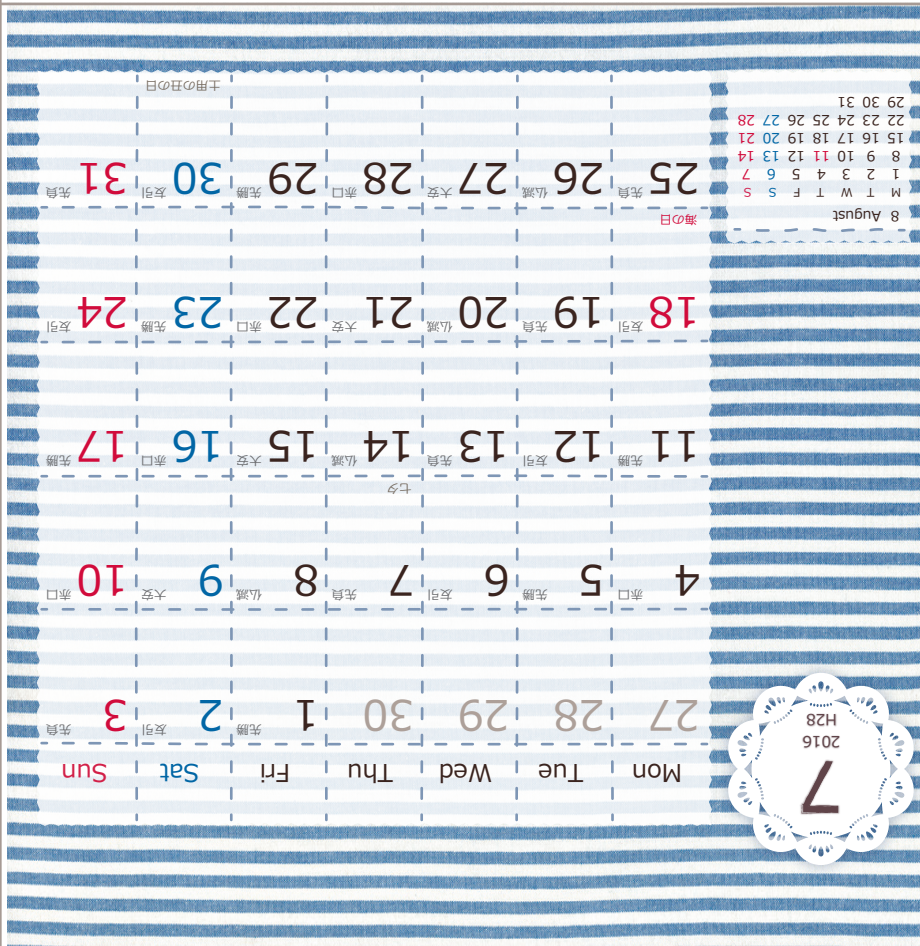 7
2016
H28
Mon Tue Wed Thu Fri Sat Sun
27 28 29 30 1 先勝 2 友引 3 先負
4 赤口 5 先勝 6 友引 7 先負 8 仏滅 9 大安 10 赤口
七夕
11 先勝 12 友引 13 先負 14 仏滅 15 大安 16 赤口 17 先勝
18 友引 19 先負 20 仏滅 21 大安 22 赤口 23 先勝 24 友引
海の日
25 先負 26 仏滅 27 大安 28 赤口 29 先勝 30 友引 31 先負
土用の丑の日
8 August
M T W T F S S
1 2 3 4 5 6 7
8 9 10 11 12 13 14
15 16 17 18 19 20 21
22 23 24 25 26 27 28
29 30 31